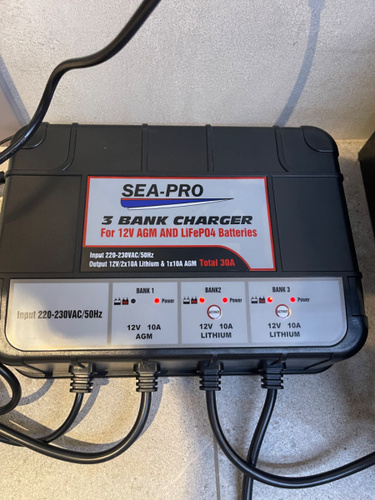 SEA-PRO
3 BANK CHARGER
For 12V AGM AND LiFePO4 Batteries
Input 220-230VAC/50Hz
Output 12V/2x10A Lithium & 1x10A AGM Total 30A
Input 220-230VAC/50Hz
BANK 1
Power
12V 10A
AGM
BANK2
Power
12V 10A
LITHIUM
BANK 3
Power
12V 10A
LITHIUM